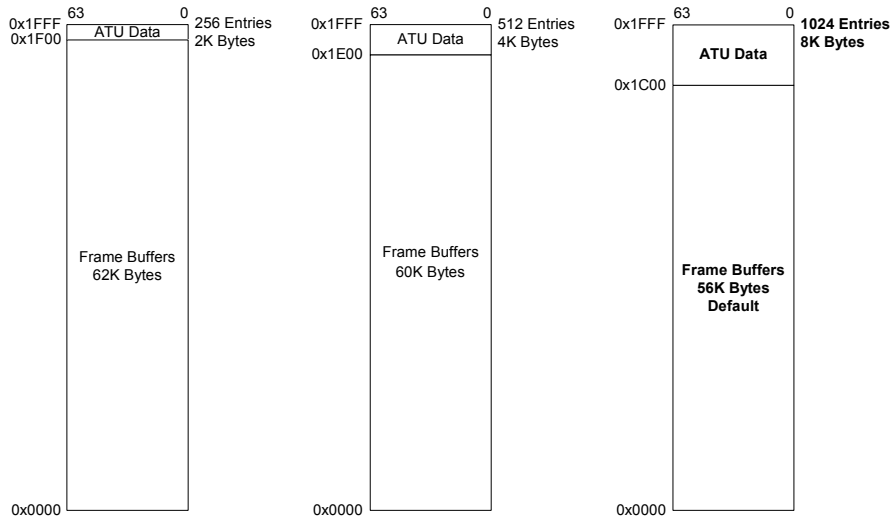 63 0
0x1FFF
256 Entries
ATU Data
0x1F00
2K Bytes
Frame Buffers
62K Bytes
0x0000
63 0
0x1FFF
512 Entries
ATU Data
4K Bytes
0x1E00
Frame Buffers
60K Bytes
0x0000
63 0
0x1FFF
1024 Entries
8K Bytes
ATU Data
0x1C00
Frame Buffers
56K Bytes
Default
0x0000